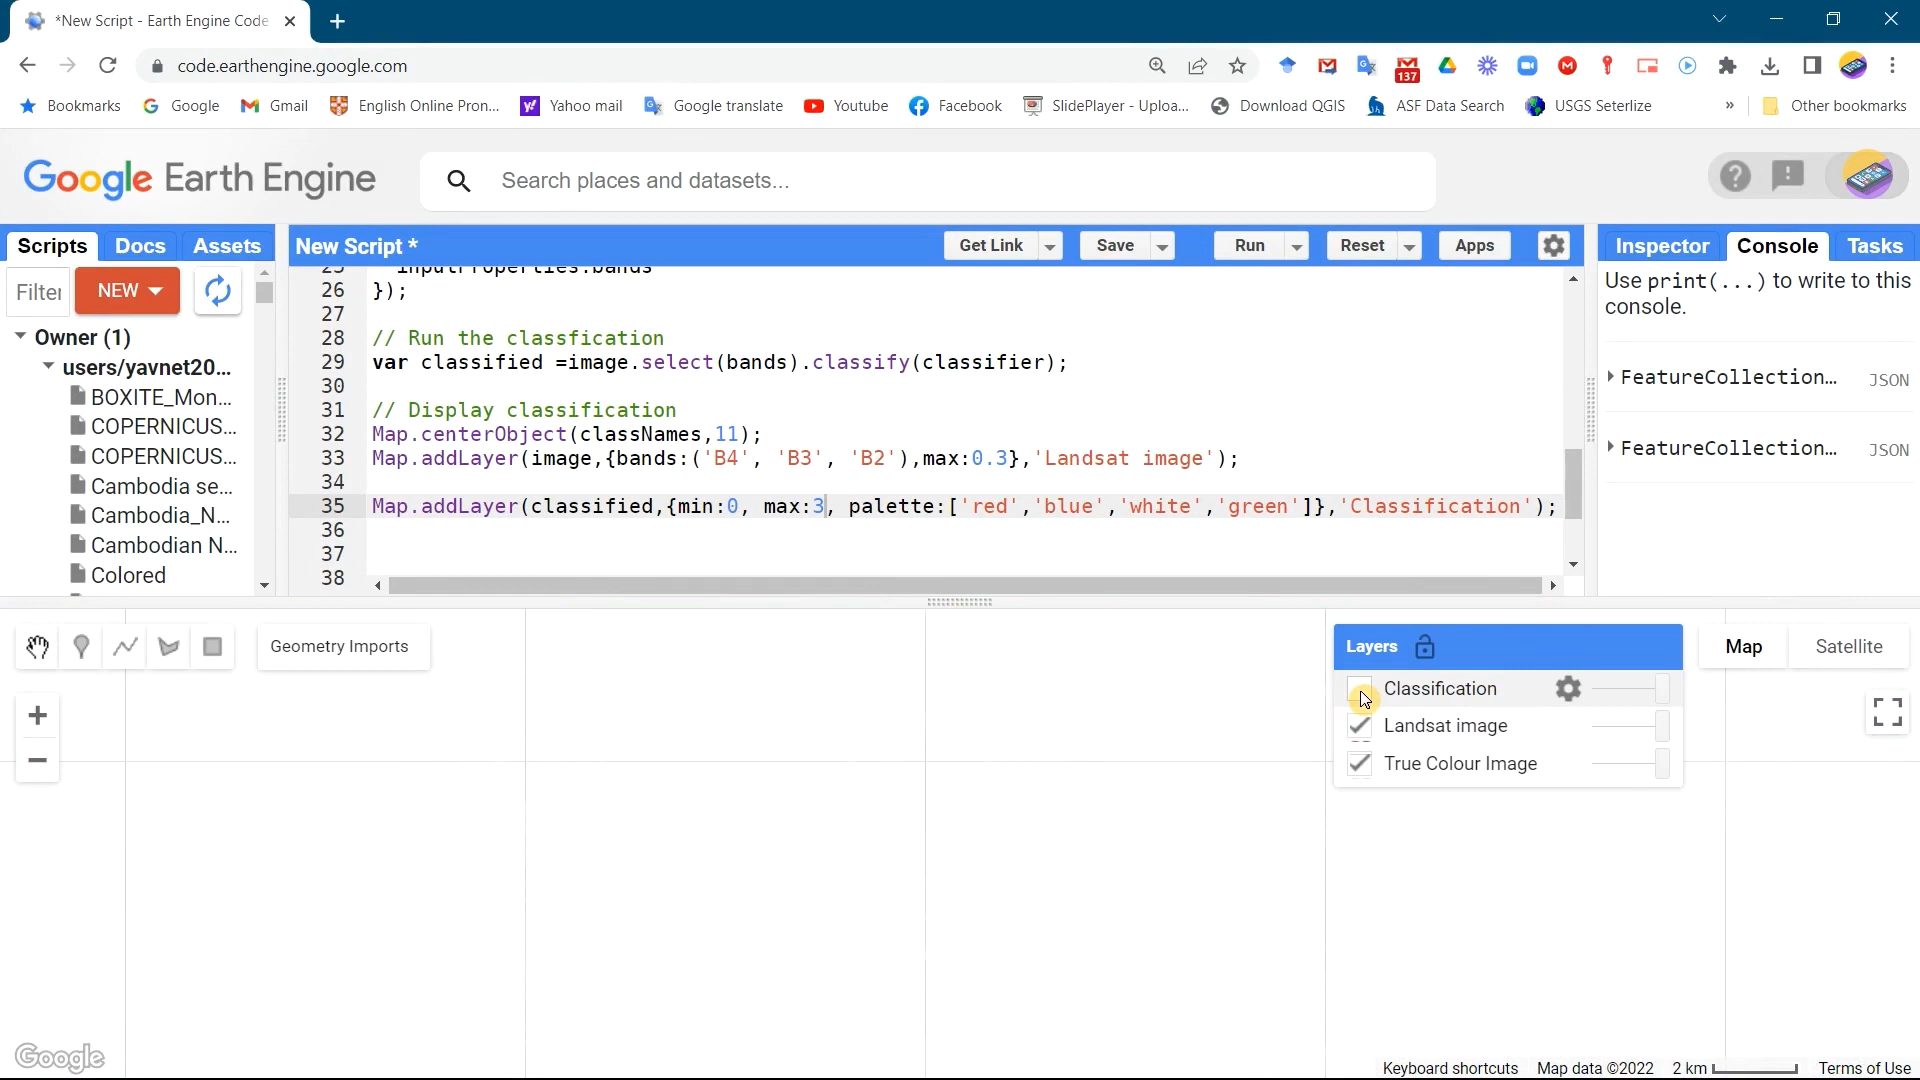 *New Script - Earth Engine Code
code.earthengine.google.com
137
Bookmarks
Google
Gmail
English Online Pron...
Yahoo mail
Google translate
Youtube
Facebook
SlidePlayer - Uploa...
Download QGIS
ASF Data Search
USGS Seterlize
»
Other bookmarks
Google Earth Engine
Search places and datasets...
Scripts
Docs
Assets
New Script *
Get Link
Save
Run
Reset
Apps
Inspector
Console
Tasks
Filter
NEW
Owner (1)
users/yavnet20...
BOXITE_Mon...
COPERNICUS...
COPERNICUS...
Cambodia se...
Cambodia_N...
Cambodian N...
Colored
25 inputProperties:bands
26 });
27
28 // Run the classfication
29 var classified =image.select(bands).classify(classifier);
30
31 // Display classification
32 Map.centerObject(classNames,11);
33 Map.addLayer(image,{bands:('B4', 'B3', 'B2'),max:0.3},'Landsat image');
34
35 Map.addLayer(classified,{min:0, max:3, palette:['red','blue','white','green']},'Classification');
36
37
38
Use print(...) to write to this
console.
FeatureCollection... JSON
FeatureCollection... JSON
Geometry Imports
Layers
Classification
Landsat image
True Colour Image
Map
Satellite
Google
Keyboard shortcuts
Map data ©2022
2 km
Terms of Use